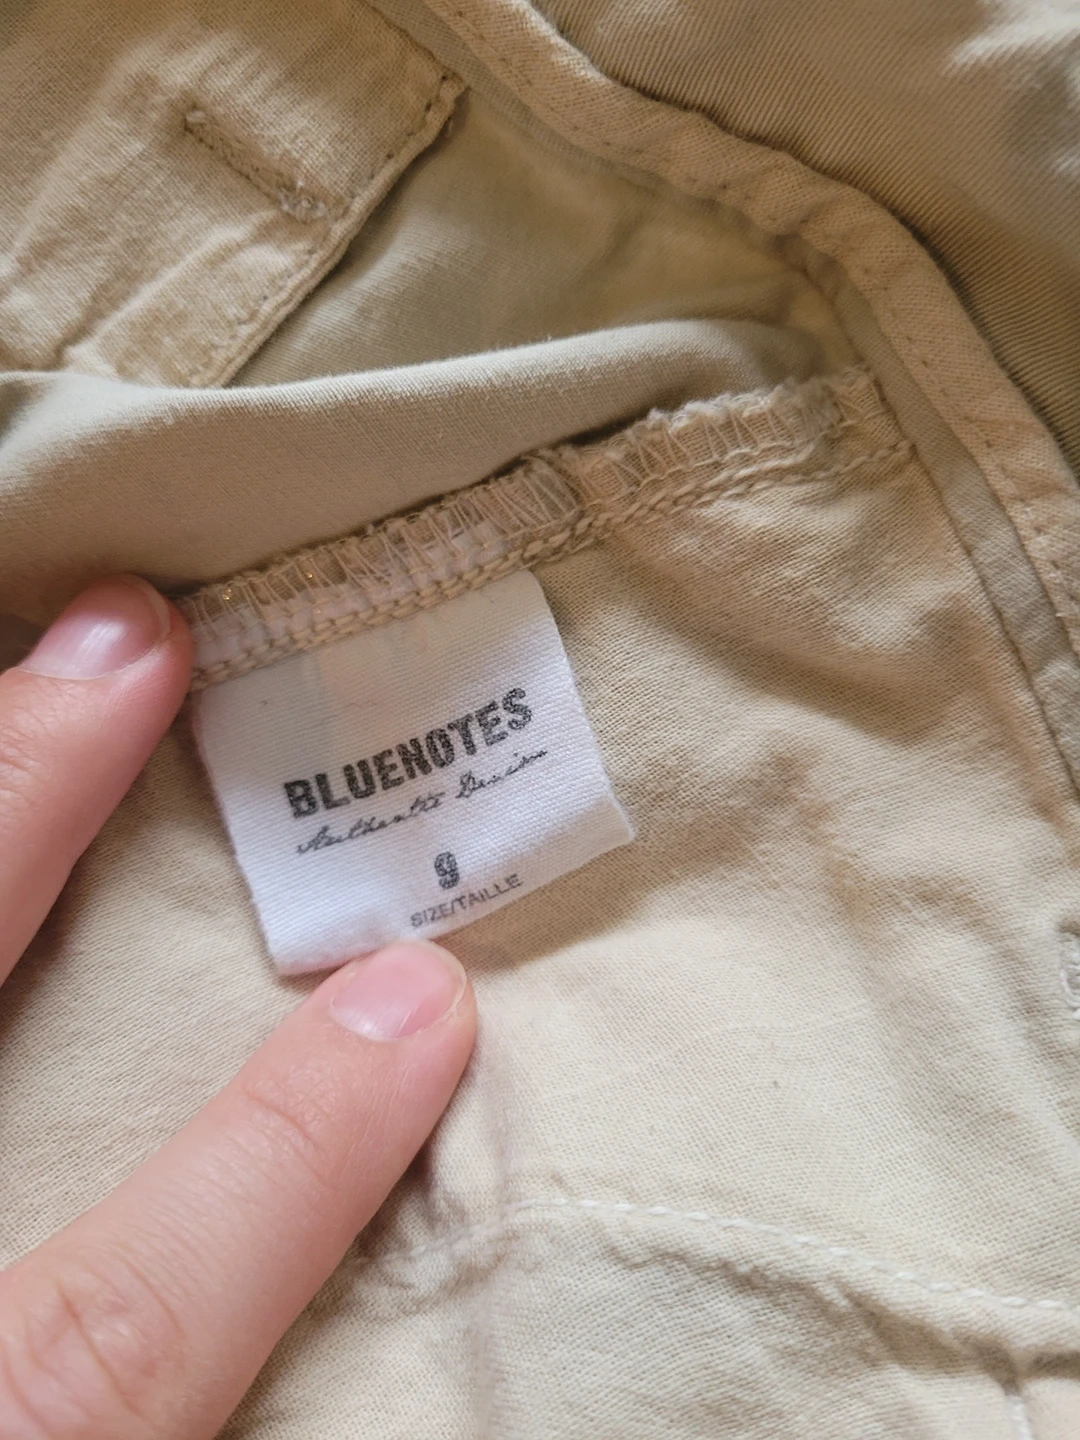 BLUENOTES
Authentic Denim
9
SIZE/TAILLE